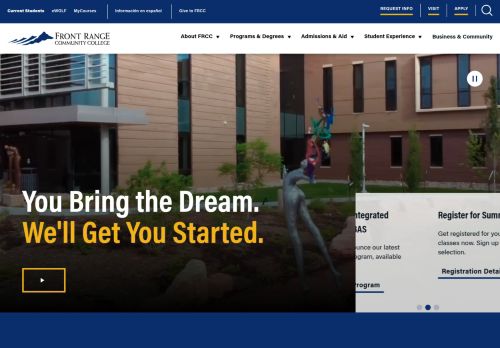 Current Students eWOLF MyCourses Información en español Give to FRCC REQUEST INFO VISIT APPLY
FRONT RANGE
COMMUNITY COLLEGE
About FRCC Programs & Degrees Admissions & Aid Student Experience Business & Community
You Bring the Dream.
We'll Get You Started.
ntegrated
BAS
ounce our latest
ogram, available
Program
Register for Summ
Get registered for you
classes now. Sign up
selection.
Registration Detai